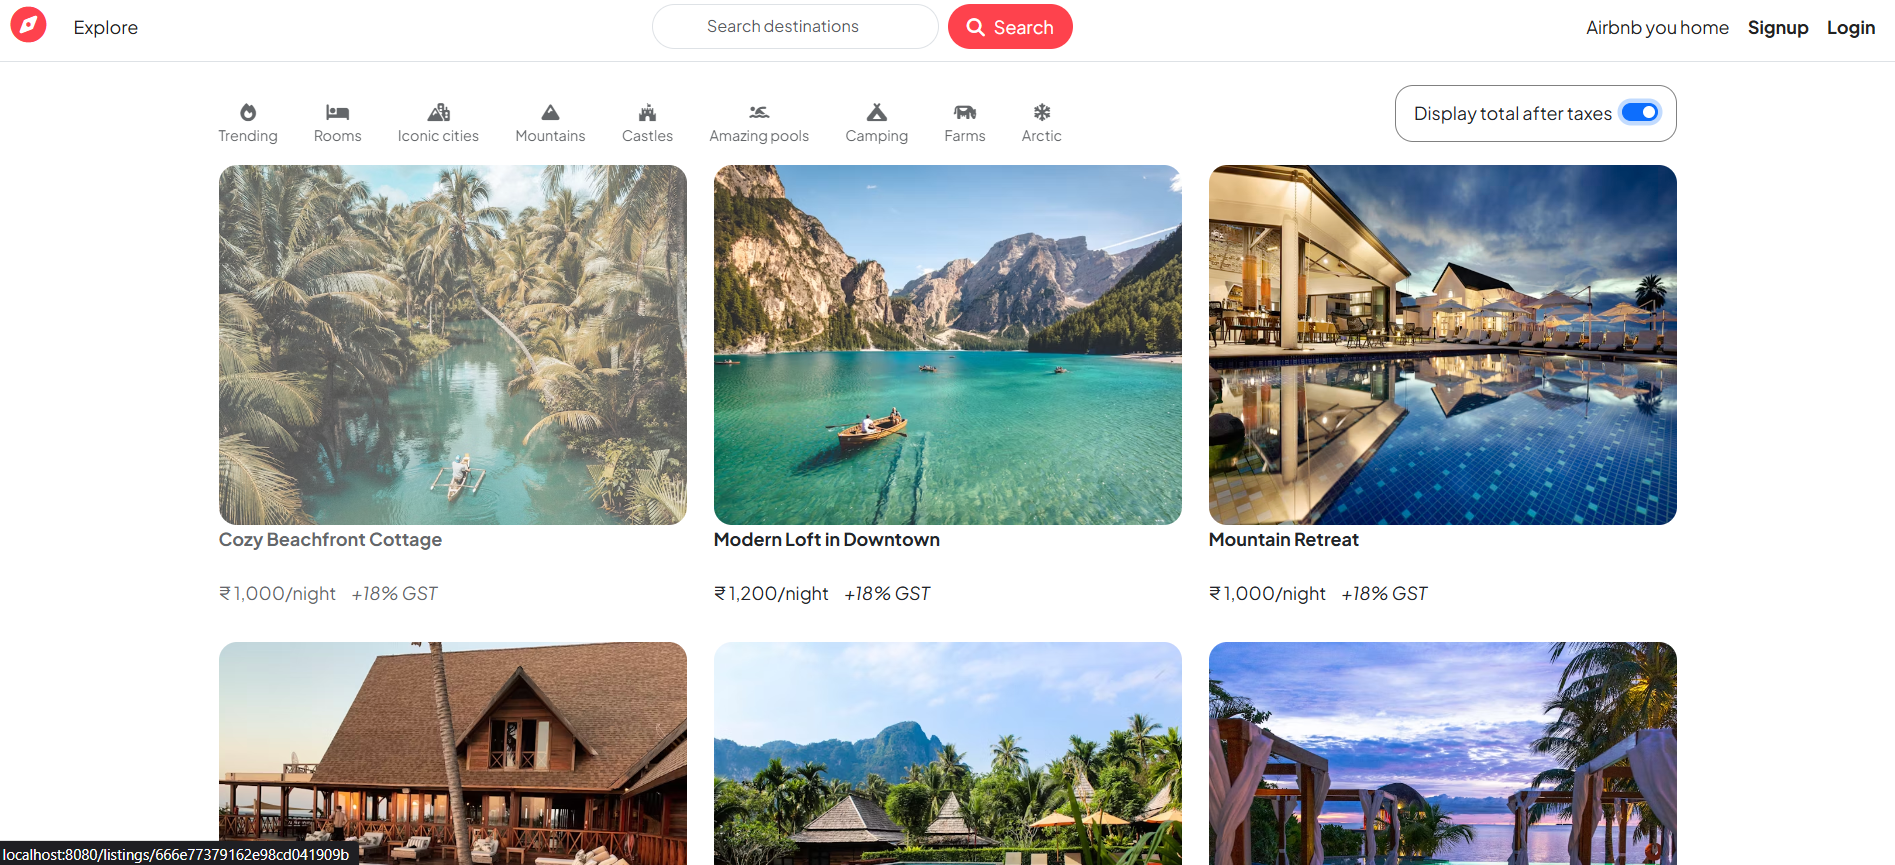 Explore
Search destinations
Search
Airbnb you home Signup Login
Trending Rooms Iconic cities Mountains Castles Amazing pools Camping Farms Arctic
Display total after taxes
Cozy Beachfront Cottage
₹1,000/night +18% GST
Modern Loft in Downtown
₹1,200/night +18% GST
Mountain Retreat
₹1,000/night +18% GST
localhost:8080/listings/666e77379162e98cd041909b